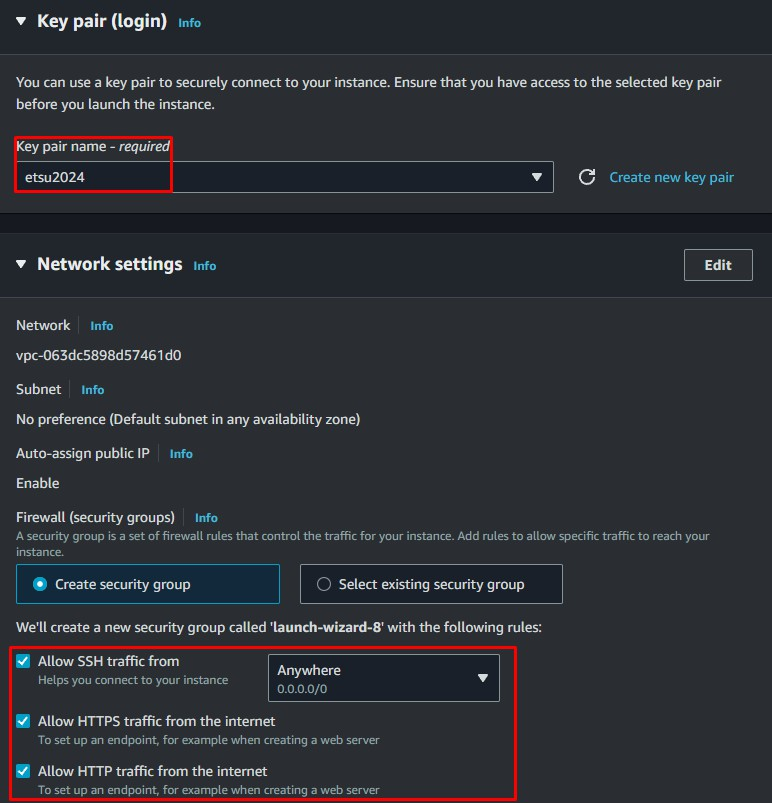 Key pair (login) Info
You can use a key pair to securely connect to your instance. Ensure that you have access to the selected key pair
before you launch the instance.
Key pair name - required
etsu2024
Create new key pair
Network settings Info
Edit
Network Info
vpc-063dc5898d57461d0
Subnet Info
No preference (Default subnet in any availability zone)
Auto-assign public IP Info
Enable
Firewall (security groups) Info
A security group is a set of firewall rules that control the traffic for your instance. Add rules to allow specific traffic to reach your
instance.
Create security group
Select existing security group
We'll create a new security group called 'launch-wizard-8' with the following rules:
Allow SSH traffic from
Helps you connect to your instance
Anywhere
0.0.0.0/0
Allow HTTPS traffic from the internet
To set up an endpoint, for example when creating a web server
Allow HTTP traffic from the internet
To set up an endpoint, for example when creating a web server